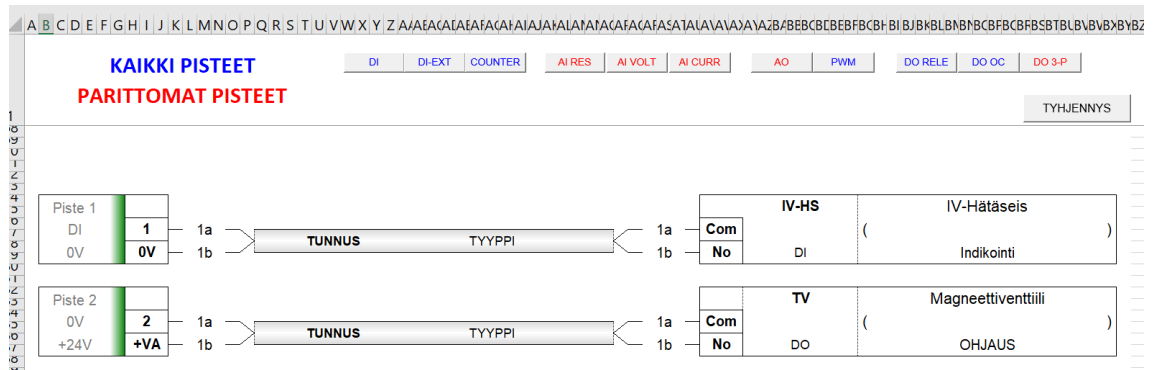 A B C D E F G H I J K L M N O P Q R S T U V W X Y Z
KAIKKI PISTEET
PARITTOMAT PISTEET
DI DI-EXT COUNTER AI RES AI VOLT AI CURR AO PWM DO RELE DO OC DO 3-P
TYHJENNYS
1
Piste 1 IV-HS IV-Hätäseis
DI 1 1a 1a Com ( )
TUNNUS TYYPPI
0V 0V 1b 1b No DI Indikointi
Piste 2 TV Magneettiventtiili
0V 2 1a 1a Com ( )
TUNNUS TYYPPI
+24V +VA 1b 1b No DO OHJAUS